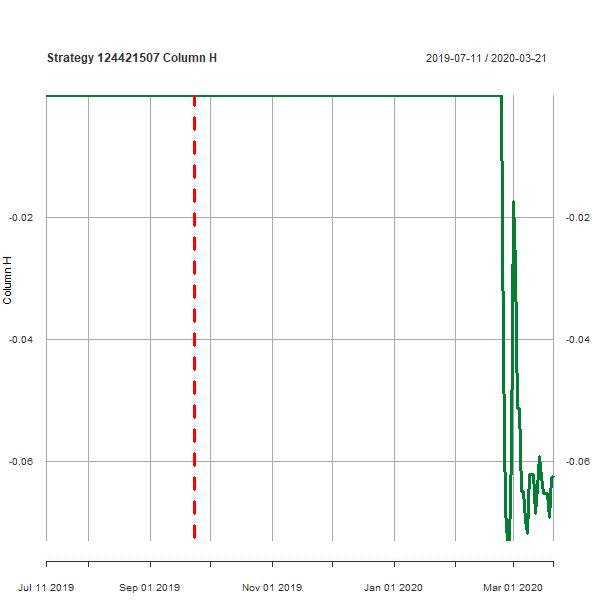 Strategy 124421507 Column H 2019-07-11 / 2020-03-21
-0.02 -0.02
Column H
-0.04 -0.04
-0.06 -0.06
Jul 11 2019 Sep 01 2019 Nov 01 2019 Jan 01 2020 Mar 01 2020